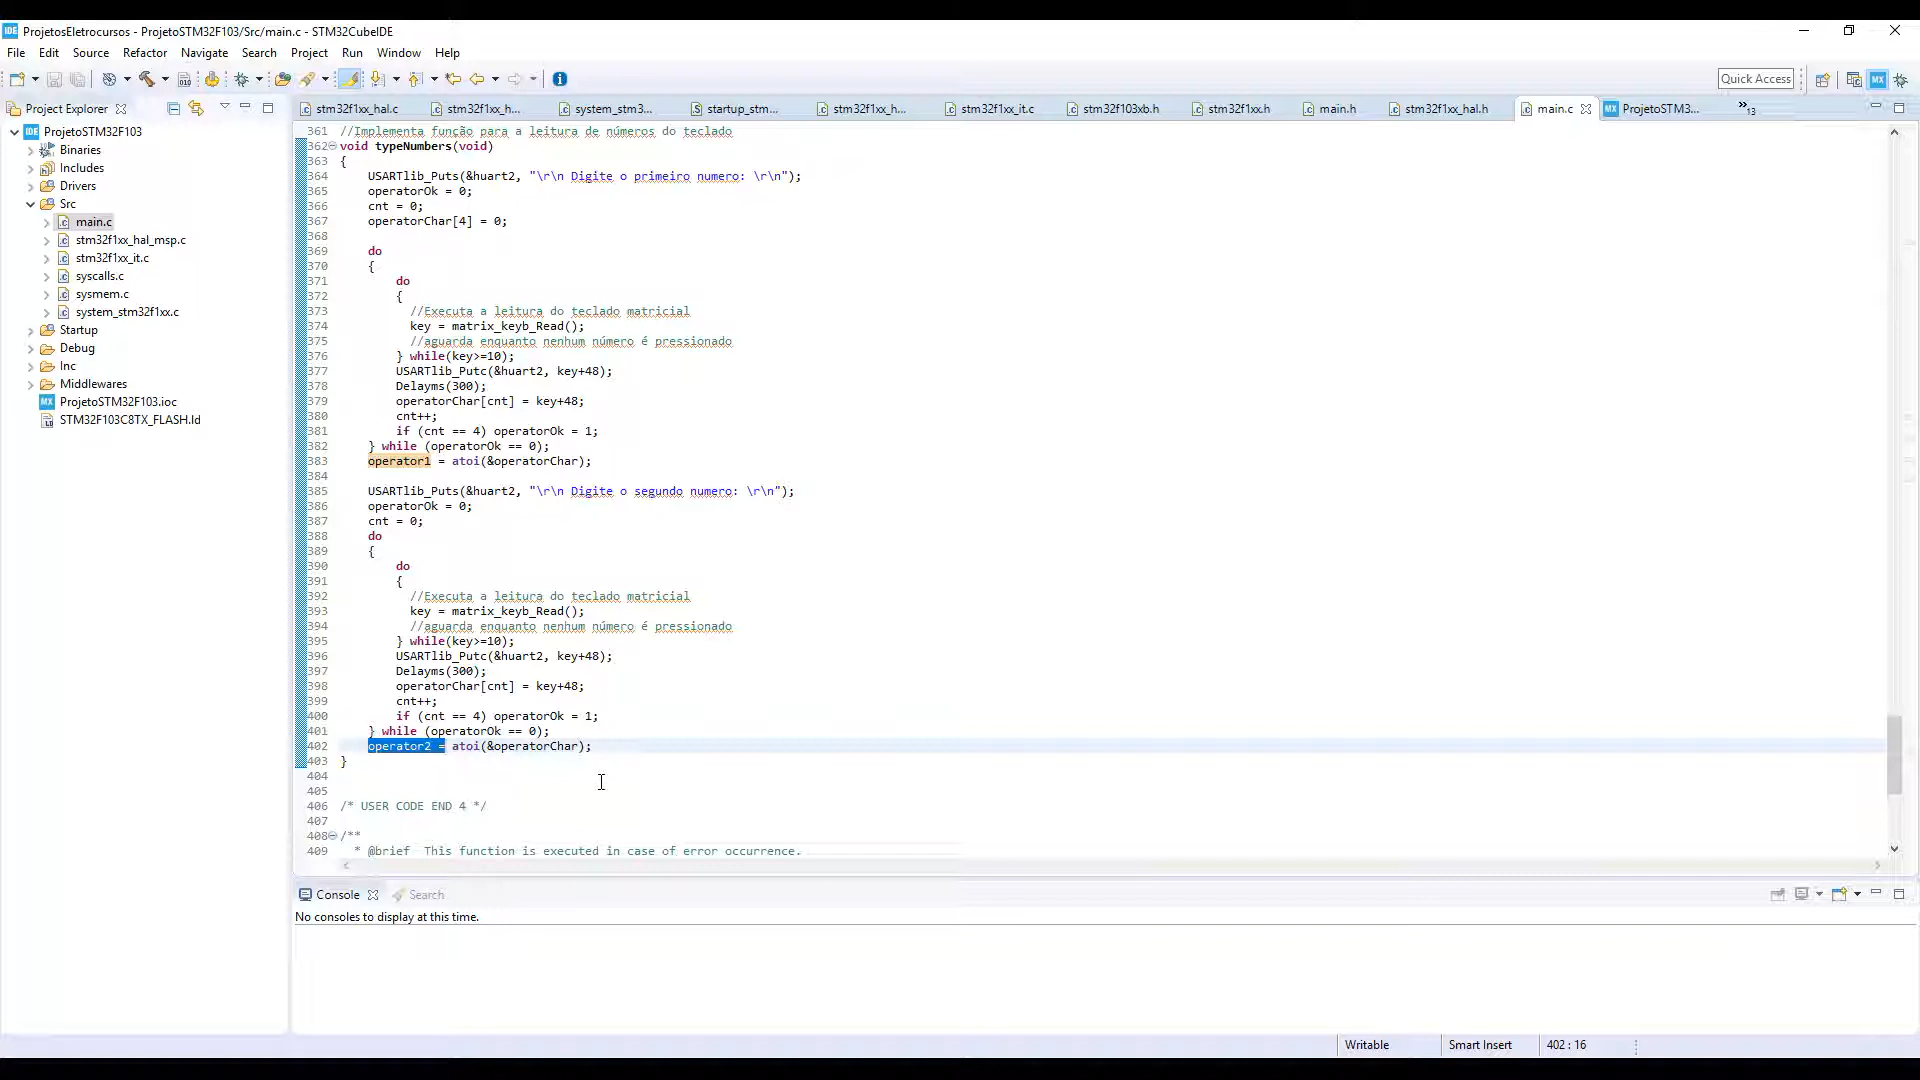 IDE ProjetosEletrocursos - ProjetoSTM32F103/Src/main.c - STM32CubeIDE
File Edit Source Refactor Navigate Search Project Run Window Help
Quick Access
Project Explorer
stm32f1xx_hal.c stm32f1xx_h... system_stm3... startup_stm... stm32f1xx_h... stm32f1xx_it.c stm32f103xb.h stm32f1xx.h main.h stm32f1xx_hal.h main.c ProjetoSTM3... »13
ProjetoSTM32F103
Binaries
Includes
Drivers
Src
main.c
stm32f1xx_hal_msp.c
stm32f1xx_it.c
syscalls.c
sysmem.c
system_stm32f1xx.c
Startup
Debug
Inc
Middlewares
ProjetoSTM32F103.ioc
STM32F103C8TX_FLASH.ld
361 //Implementa função para a leitura de números do teclado
362 void typeNumbers(void)
363 {
364 USARTlib_Puts(&huart2, "\r\n Digite o primeiro numero: \r\n");
365 operatorOk = 0;
366 cnt = 0;
367 operatorChar[4] = 0;
368
369 do
370 {
371 do
372 {
373 //Executa a leitura do teclado matricial
374 key = matrix_keyb_Read();
375 //aguarda enquanto nenhum número é pressionado
376 } while(key>=10);
377 USARTlib_Putc(&huart2, key+48);
378 Delayms(300);
379 operatorChar[cnt] = key+48;
380 cnt++;
381 if (cnt == 4) operatorOk = 1;
382 } while (operatorOk == 0);
383 operator1 = atoi(&operatorChar);
384
385 USARTlib_Puts(&huart2, "\r\n Digite o segundo numero: \r\n");
386 operatorOk = 0;
387 cnt = 0;
388 do
389 {
390 do
391 {
392 //Executa a leitura do teclado matricial
393 key = matrix_keyb_Read();
394 //aguarda enquanto nenhum número é pressionado
395 } while(key>=10);
396 USARTlib_Putc(&huart2, key+48);
397 Delayms(300);
398 operatorChar[cnt] = key+48;
399 cnt++;
400 if (cnt == 4) operatorOk = 1;
401 } while (operatorOk == 0);
402 operator2 = atoi(&operatorChar);
403 }
404
405
406 /* USER CODE END 4 */
407
408 /**
409 * @brief This function is executed in case of error occurrence.
Console Search
No consoles to display at this time.
Writable Smart Insert 402 : 16